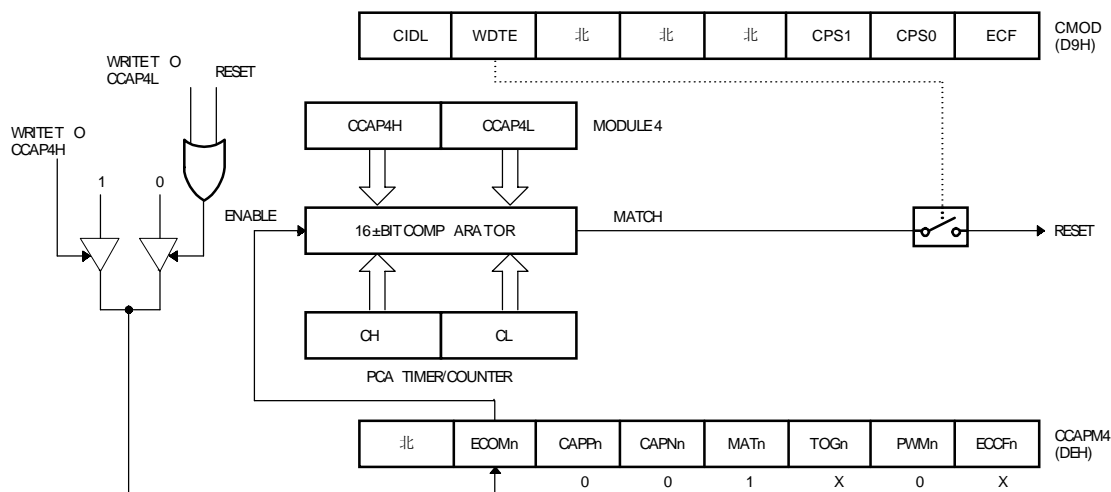 CIDL WDTE 北 北 北 CPS1 CPS0 ECF
CMOD
(D9H)
WRITE T O
CCAP4L
RESET
WRITE T O
CCAP4H
CCAP4H CCAP4L
MODULE 4
1 0
ENABLE
16±BIT COMP ARATOR
MATCH
RESET
CH CL
PCA TIMER/COUNTER
北 ECOMn CAPPn CAPNn MATn TOGn PWMn ECCFn
CCAPM4
(DEH)
0 0 1 X 0 X